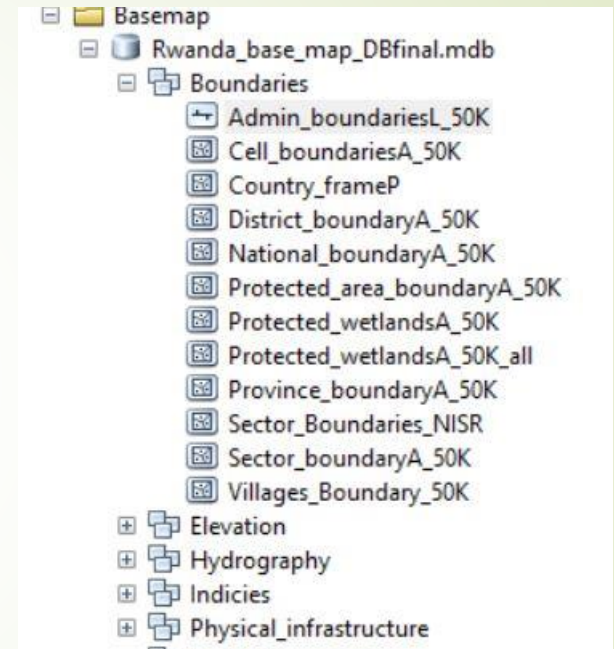 Basemap
Rwanda_base_map_DBfinal.mdb
Boundaries
Admin_boundariesL_50K
Cell_boundariesA_50K
Country_frameP
District_boundaryA_50K
National_boundaryA_50K
Protected_area_boundaryA_50K
Protected_wetlandsA_50K
Protected_wetlandsA_50K_all
Province_boundaryA_50K
Sector_Boundaries_NISR
Sector_boundaryA_50K
Villages_Boundary_50K
Elevation
Hydrography
Indicies
Physical_infrastructure